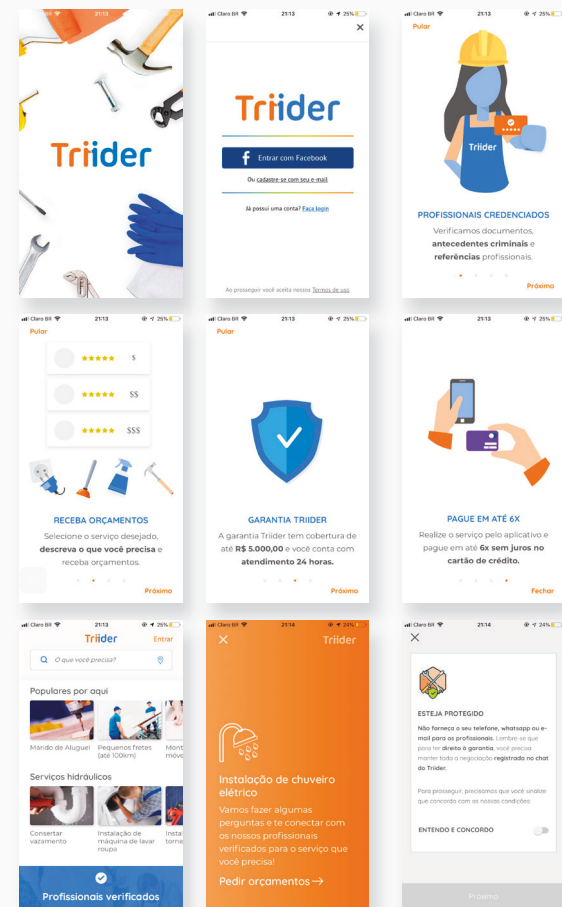 Claro BR 21:13 25%
Triider
Claro BR 21:13 25%
Triider
Entrar com Facebook
Ou cadastre-se com seu e-mail
Já possui uma conta? Faça login
Ao prosseguir você aceita nossos Termos de uso
Claro BR 21:13 25%
Pular
Triider
PROFISSIONAIS CREDENCIADOS
Verificamos documentos,
antecedentes criminais e
referências profissionais.
Próximo
Claro BR 21:13 25%
Pular
$
$$
$$$
RECEBA ORÇAMENTOS
Selecione o serviço desejado,
descreva o que você precisa e
receba orçamentos.
Próximo
Claro BR 21:13 25%
Pular
GARANTIA TRIIDER
A garantia Triider tem cobertura de
até R$ 5.000,00 e você conta com
atendimento 24 horas.
Próximo
Claro BR 21:13 25%
PAGUE EM ATÉ 6X
Realize o serviço pelo aplicativo e
pague em até 6x sem juros no
cartão de crédito.
Fechar
Claro BR 21:13 25%
Triider Entrar
O que você precisa?
Populares por aqui
Marido de Aluguel
Pequenos fretes
(até 100km)
Mont
móve
Serviços hidráulicos
Consertar
vazamento
Instalação de
máquina de lavar
roupa
Insta
torne
Profissionais verificados
Claro BR 21:14 24%
Triider
Instalação de chuveiro
elétrico
Vamos fazer algumas
perguntas e te conectar com
os nossos profissionais
verificados para o serviço que
você precisa!
Pedir orçamentos →
Claro BR 21:14 24%
ESTEJA PROTEGIDO
Não forneça o seu telefone, whatsapp ou e-
mail para os profissionais. Lembre-se que
para ter direito à garantia, você precisa
manter toda a negociação registrada no chat
do Triider.
Para prosseguir, precisamos que você sinalize
que concorda com as nossas condições:
ENTENDO E CONCORDO
Próximo